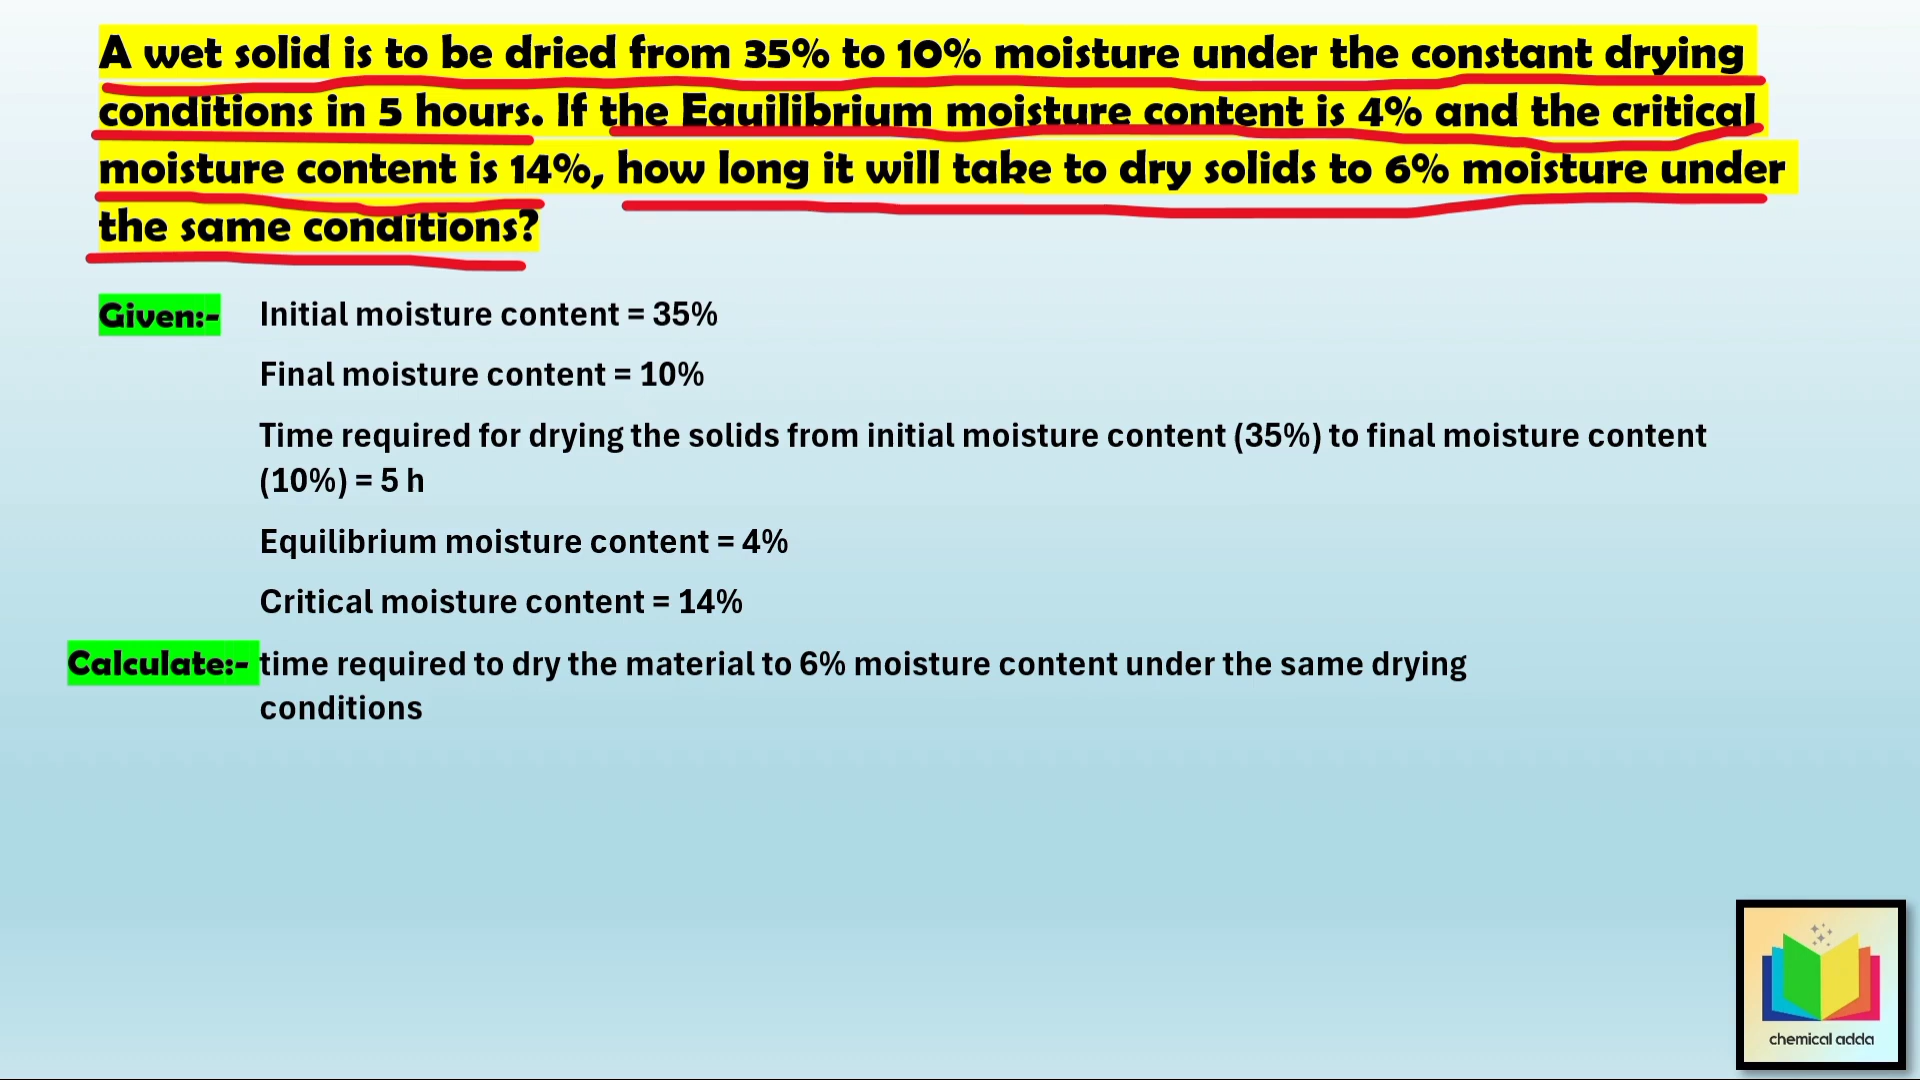 A wet solid is to be dried from 35% to 10% moisture under the constant drying
conditions in 5 hours. If the Equilibrium moisture content is 4% and the critical
moisture content is 14%, how long it will take to dry solids to 6% moisture under
the same conditions?
Given:- Initial moisture content = 35%
Final moisture content = 10%
Time required for drying the solids from initial moisture content (35%) to final moisture content
(10%) = 5 h
Equilibrium moisture content = 4%
Critical moisture content = 14%
Calculate:- time required to dry the material to 6% moisture content under the same drying
conditions
chemical adda